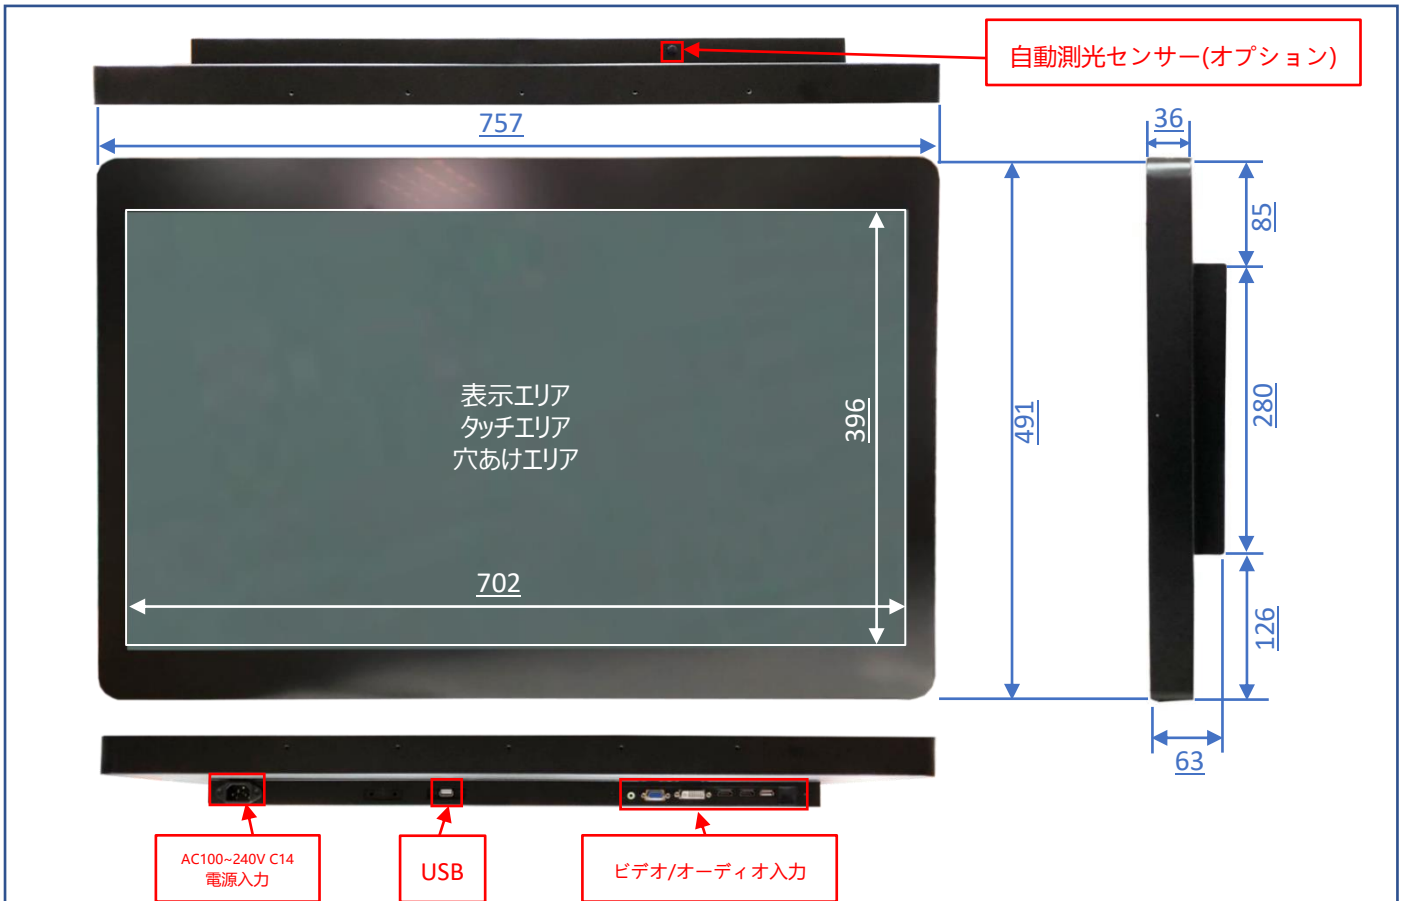 自動測光センサー(オプション)
757
36
85
表示エリア
タッチエリア
穴あけエリア
396
491
280
702
126
63
AC100~240V C14
電源入力
USB
ビデオ/オーディオ入力